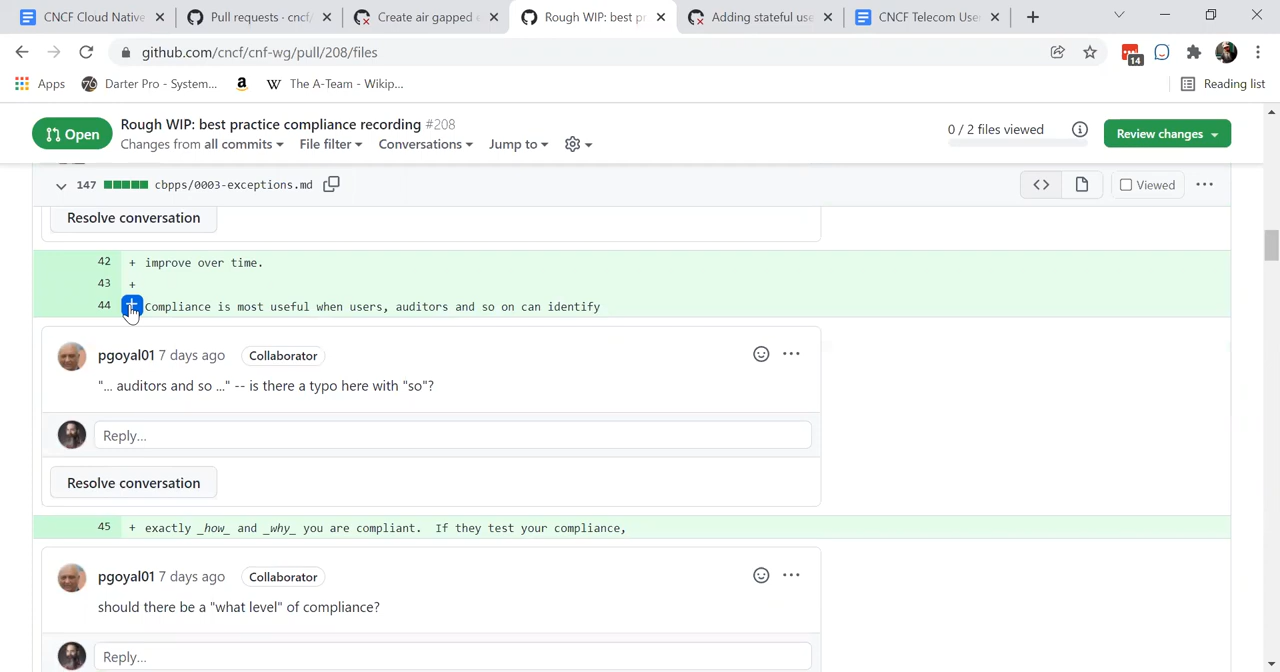 CNCF Cloud Native
Pull requests · cncf/
Create air gapped
Rough WIP: best pr
Adding stateful use
CNCF Telecom Use
github.com/cncf/cnf-wg/pull/208/files
14
Apps
Darter Pro - System...
The A-Team - Wikip...
Reading list
Open
Rough WIP: best practice compliance recording #208
Changes from all commits
File filter
Conversations
Jump to
0 / 2 files viewed
Review changes
147
cbpps/0003-exceptions.md
Viewed
Resolve conversation
42 + improve over time.
43 +
44 + Compliance is most useful when users, auditors and so on can identify
pgoyal01 7 days ago Collaborator
"... auditors and so ..." -- is there a typo here with "so"?
Reply...
Resolve conversation
45 + exactly _how_ and _why_ you are compliant.  If they test your compliance,
pgoyal01 7 days ago Collaborator
should there be a "what level" of compliance?
Reply...